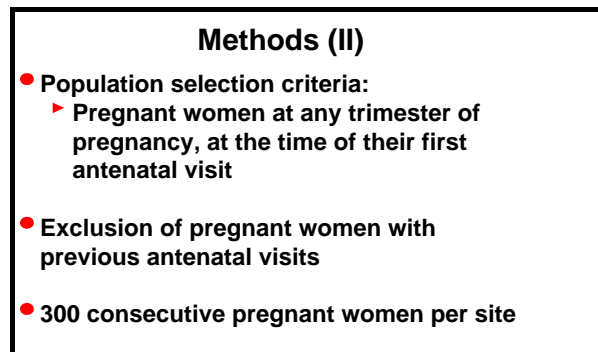 Methods (II)
Population selection criteria:
Pregnant women at any trimester of
pregnancy, at the time of their first
antenatal visit
Exclusion of pregnant women with
previous antenatal visits
300 consecutive pregnant women per site